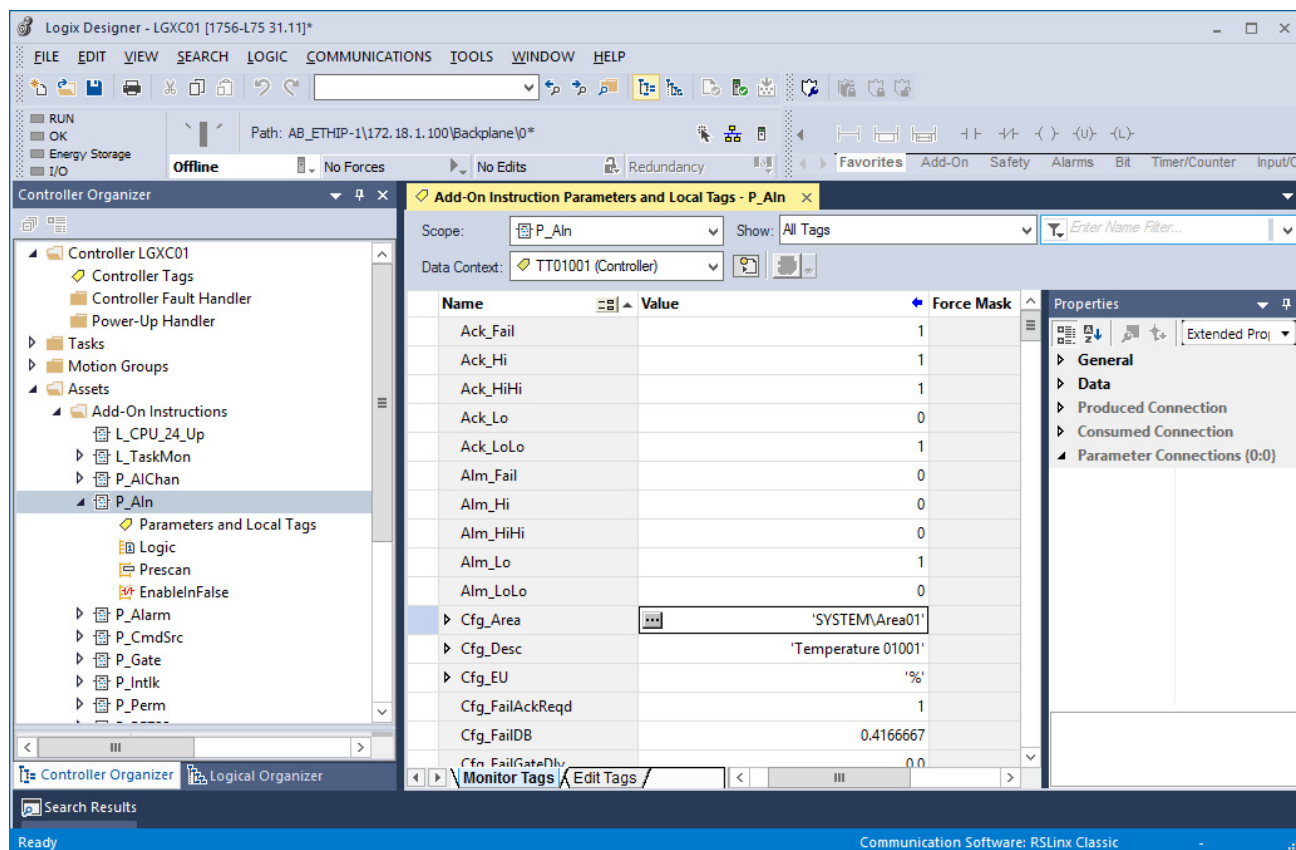 Logix Designer - LGXC01 [1756-L75 31.11]*
FILE EDIT VIEW SEARCH LOGIC COMMUNICATIONS TOOLS WINDOW HELP
RUN
OK
Energy Storage
I/O
Path: AB_ETHIP-1\172.18.1.100\Backplane\0*
Offline No Forces No Edits Redundancy
Favorites Add-On Safety Alarms Bit Timer/Counter Input/O
Controller Organizer
Controller LGXC01
Controller Tags
Controller Fault Handler
Power-Up Handler
Tasks
Motion Groups
Assets
Add-On Instructions
L_CPU_24_Up
L_TaskMon
P_AIChan
P_AIn
Parameters and Local Tags
Logic
Prescan
EnableInFalse
P_Alarm
P_CmdSrc
P_Gate
P_Intlk
P_Perm
Controller Organizer Logical Organizer
Add-On Instruction Parameters and Local Tags - P_AIn
Scope: P_AIn Show: All Tags Enter Name Filter...
Data Context: TT01001 (Controller)
Name Value Force Mask
Ack_Fail 1
Ack_Hi 1
Ack_HiHi 1
Ack_Lo 0
Ack_LoLo 1
Alm_Fail 0
Alm_Hi 0
Alm_HiHi 0
Alm_Lo 1
Alm_LoLo 0
Cfg_Area 'SYSTEM\Area01'
Cfg_Desc 'Temperature 01001'
Cfg_EU '%'
Cfg_FailAckReqd 1
Cfg_FailDB 0.4166667
Cfg_FailGateDly 0.0
Monitor Tags Edit Tags
Properties
Extended Pro
General
Data
Produced Connection
Consumed Connection
Parameter Connections {0:0}
Search Results
Ready Communication Software: RSLinx Classic